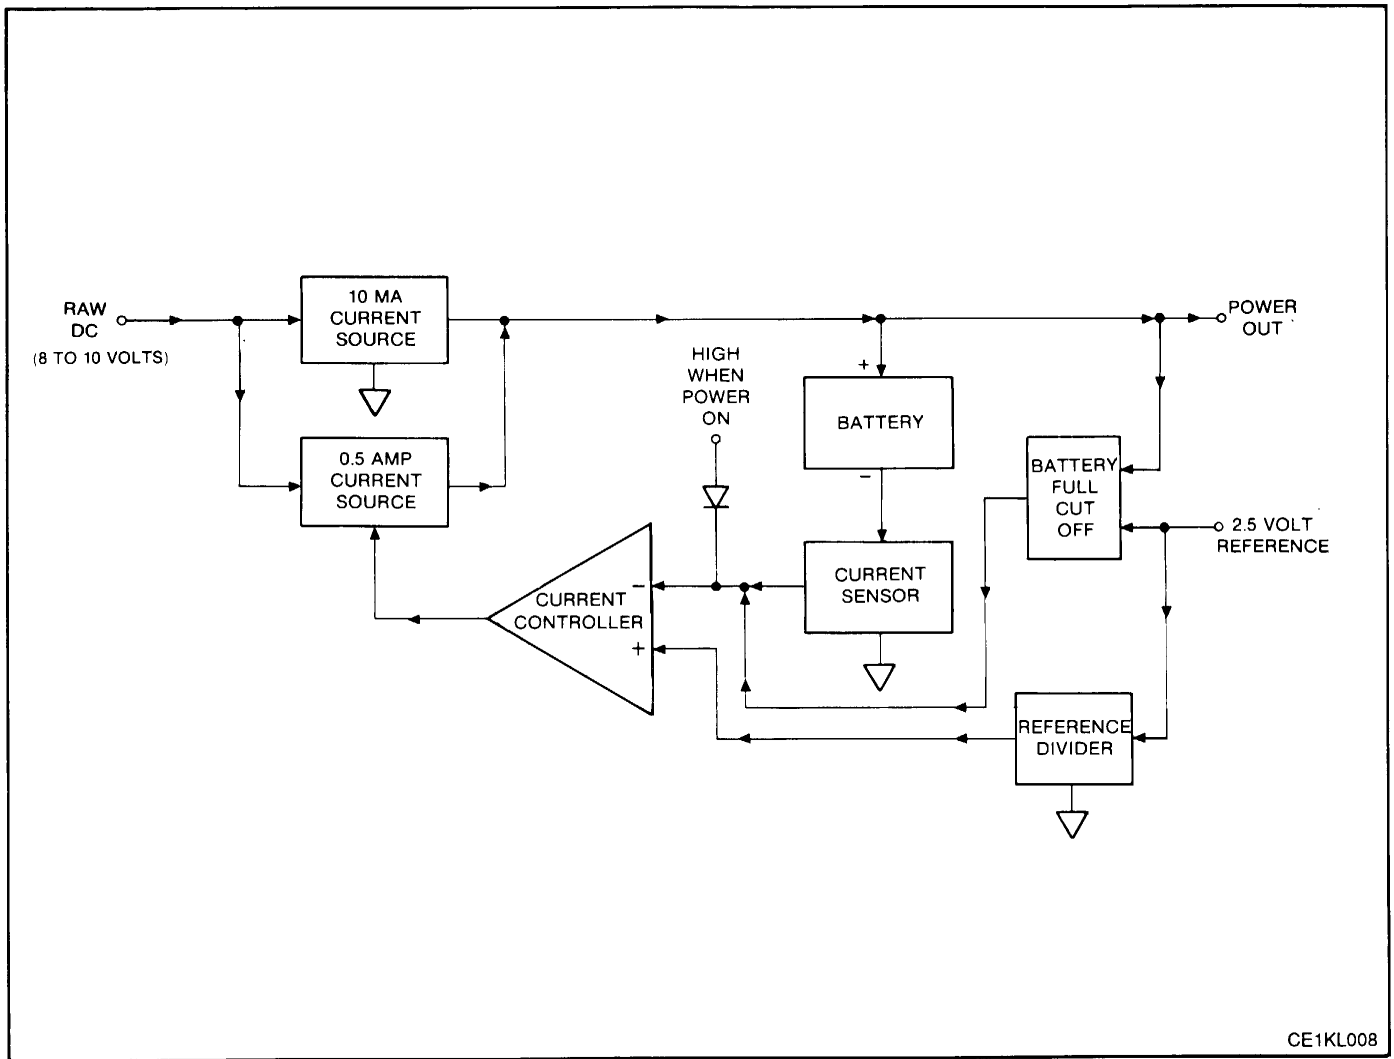 RAW
DC
(8 TO 10 VOLTS)
10 MA
CURRENT
SOURCE
0.5 AMP
CURRENT
SOURCE
HIGH
WHEN
POWER
ON
+
BATTERY
-
POWER
OUT
BATTERY
FULL
CUT
OFF
2.5 VOLT
REFERENCE
CURRENT
SENSOR
-
CURRENT
CONTROLLER
+
REFERENCE
DIVIDER
CE1KL008